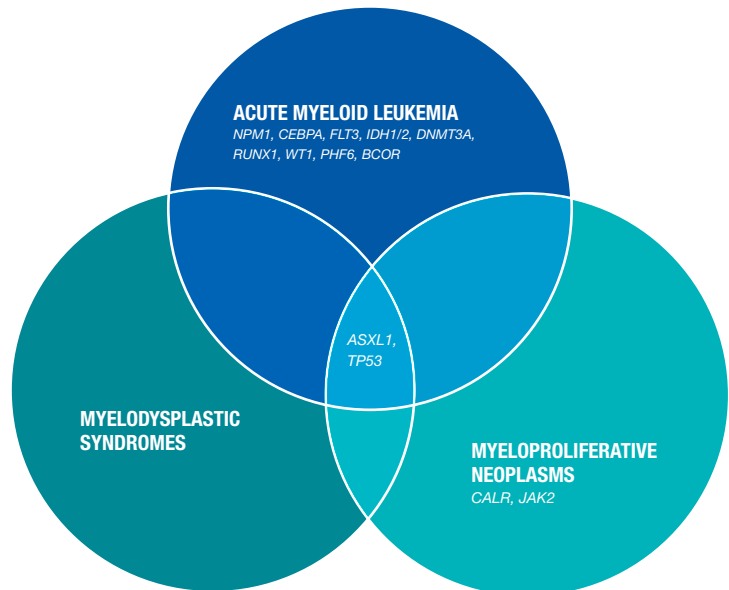 ACUTE MYELOID LEUKEMIA
NPM1, CEBPA, FLT3, IDH1/2, DNMT3A,
RUNX1, WT1, PHF6, BCOR
ASXL1,
TP53
MYELODYSPLASTIC
SYNDROMES
MYELOPROLIFERATIVE
NEOPLASMS
CALR, JAK2